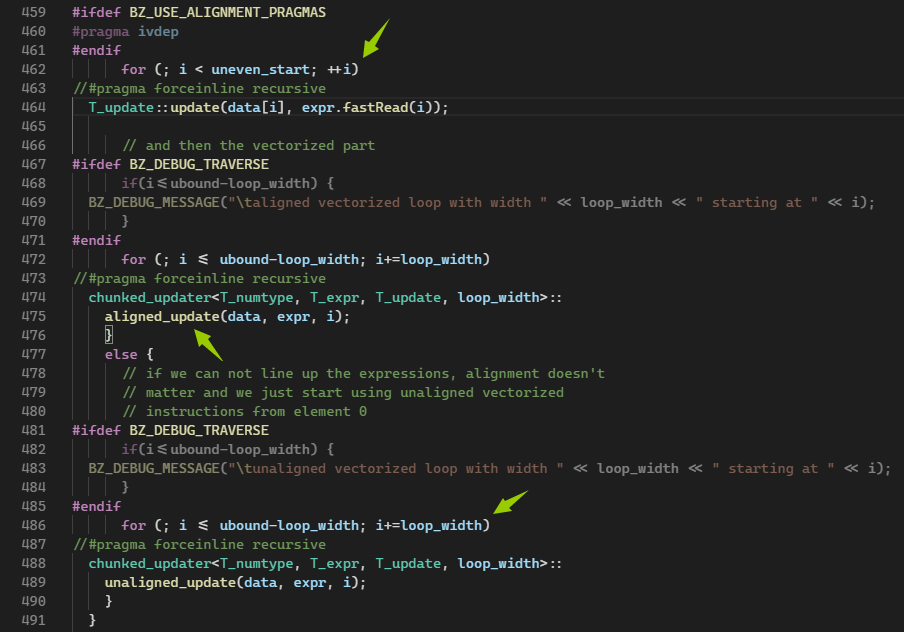 459 #ifdef BZ_USE_ALIGNMENT_PRAGMAS
460 #pragma ivdep
461 #endif
462 for (; i < uneven_start; ++i)
463 //#pragma forceinline recursive
464 T_update::update(data[i], expr.fastRead(i));
465
466 // and then the vectorized part
467 #ifdef BZ_DEBUG_TRAVERSE
468 if(i<=ubound-loop_width) {
469 BZ_DEBUG_MESSAGE("\taligned vectorized loop with width " << loop_width << " starting at " << i);
470 }
471 #endif
472 for (; i <= ubound-loop_width; i+=loop_width)
473 //#pragma forceinline recursive
474 chunked_updater<T_numtype, T_expr, T_update, loop_width>::
475 aligned_update(data, expr, i);
476 }
477 else {
478 // if we can not line up the expressions, alignment doesn't
479 // matter and we just start using unaligned vectorized
480 // instructions from element 0
481 #ifdef BZ_DEBUG_TRAVERSE
482 if(i<=ubound-loop_width) {
483 BZ_DEBUG_MESSAGE("\tunaligned vectorized loop with width " << loop_width << " starting at " << i);
484 }
485 #endif
486 for (; i <= ubound-loop_width; i+=loop_width)
487 //#pragma forceinline recursive
488 chunked_updater<T_numtype, T_expr, T_update, loop_width>::
489 unaligned_update(data, expr, i);
490 }
491 }